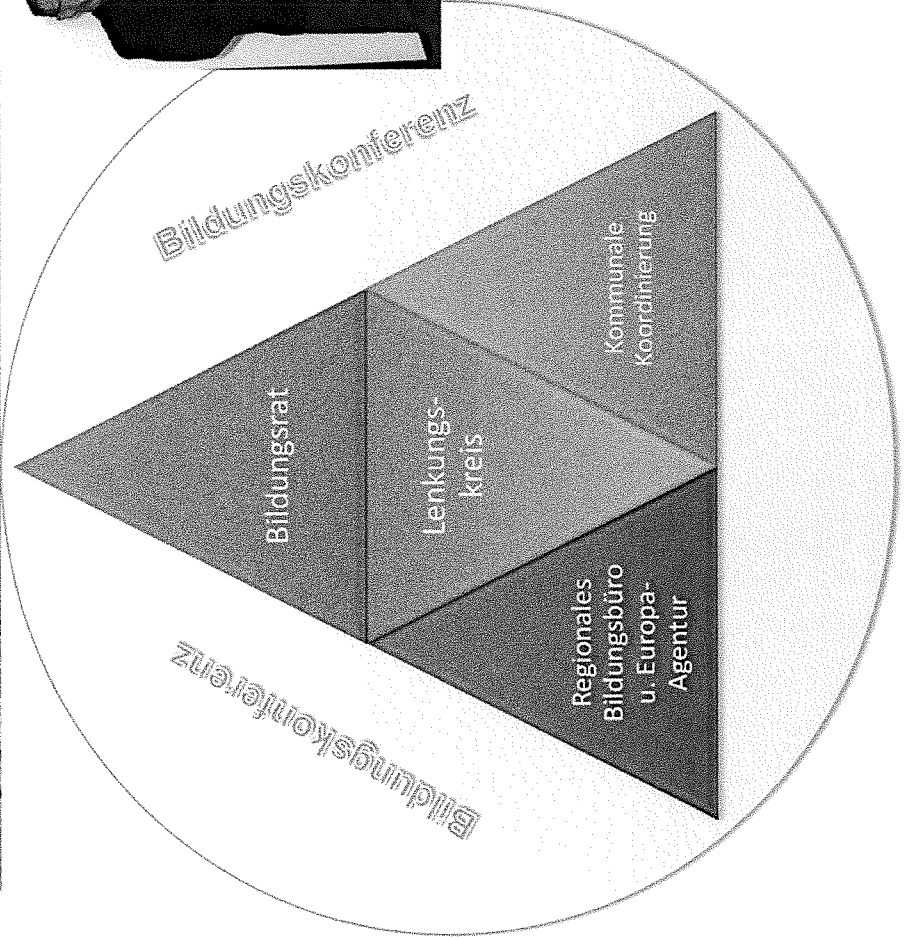 Bildungskonferenz
Bildungskonferenz
Bildungsrat
Lenkungs-
kreis
Regionales
Bildungsbüro
u. Europa-
Agentur
Kommunale
Koordinierung